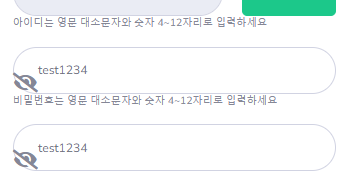 아이디는 영문 대소문자와 숫자 4~12자리로 입력하세요
test1234
비밀번호는 영문 대소문자와 숫자 4~12자리로 입력하세요
test1234